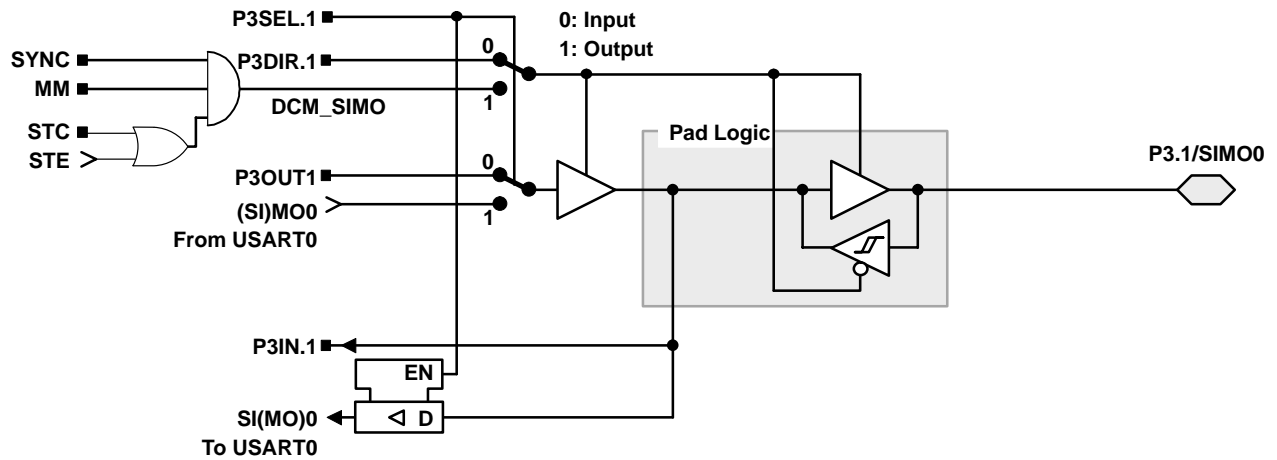 P3SEL.1
0: Input
1: Output
SYNC
MM
STC
STE
P3DIR.1
0
1
DCM_SIMO
Pad Logic
P3.1/SIMO0
P3OUT1
0
(SI)MO0
1
From USART0
P3IN.1
EN
SI(MO)0
D
To USART0